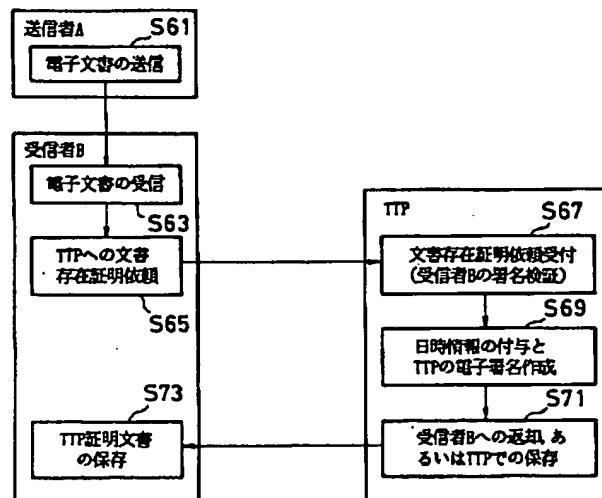 送信者A
S61
電子文書の送信
受信者B
電子文書の受信
S63
TTPへの文書
存在証明依頼
S65
TTP
S67
文書存在証明依頼受付
(受信者Bの署名検証)
S69
日時情報の付与と
TTPの電子署名作成
S71
受信者Bへの返却、あ
るいはTTPでの保存
S73
TTP証明文書
の保存